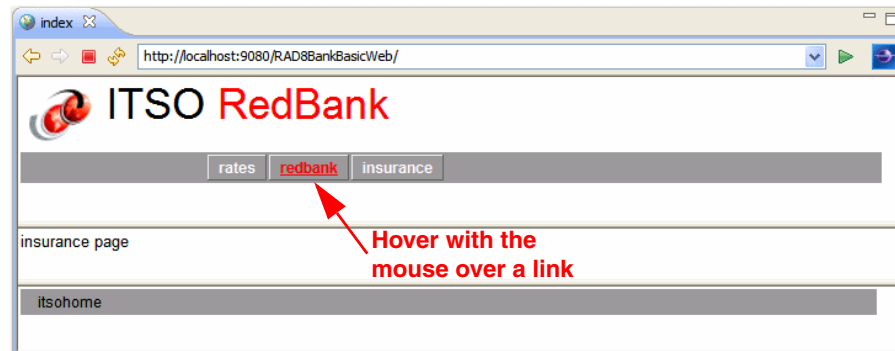 index
http://localhost:9080/RAD8BankBasicWeb/
ITSO RedBank
rates redbank insurance
Hover with the
mouse over a link
insurance page
itsohome